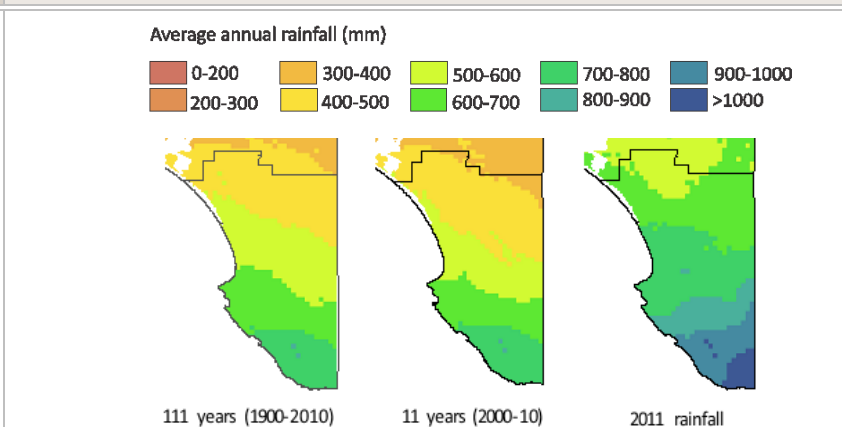 Average annual rainfall (mm)
0-200 300-400 500-600 700-800 900-1000
200-300 400-500 600-700 800-900 >1000
111 years (1900-2010) 11 years (2000-10) 2011 rainfall